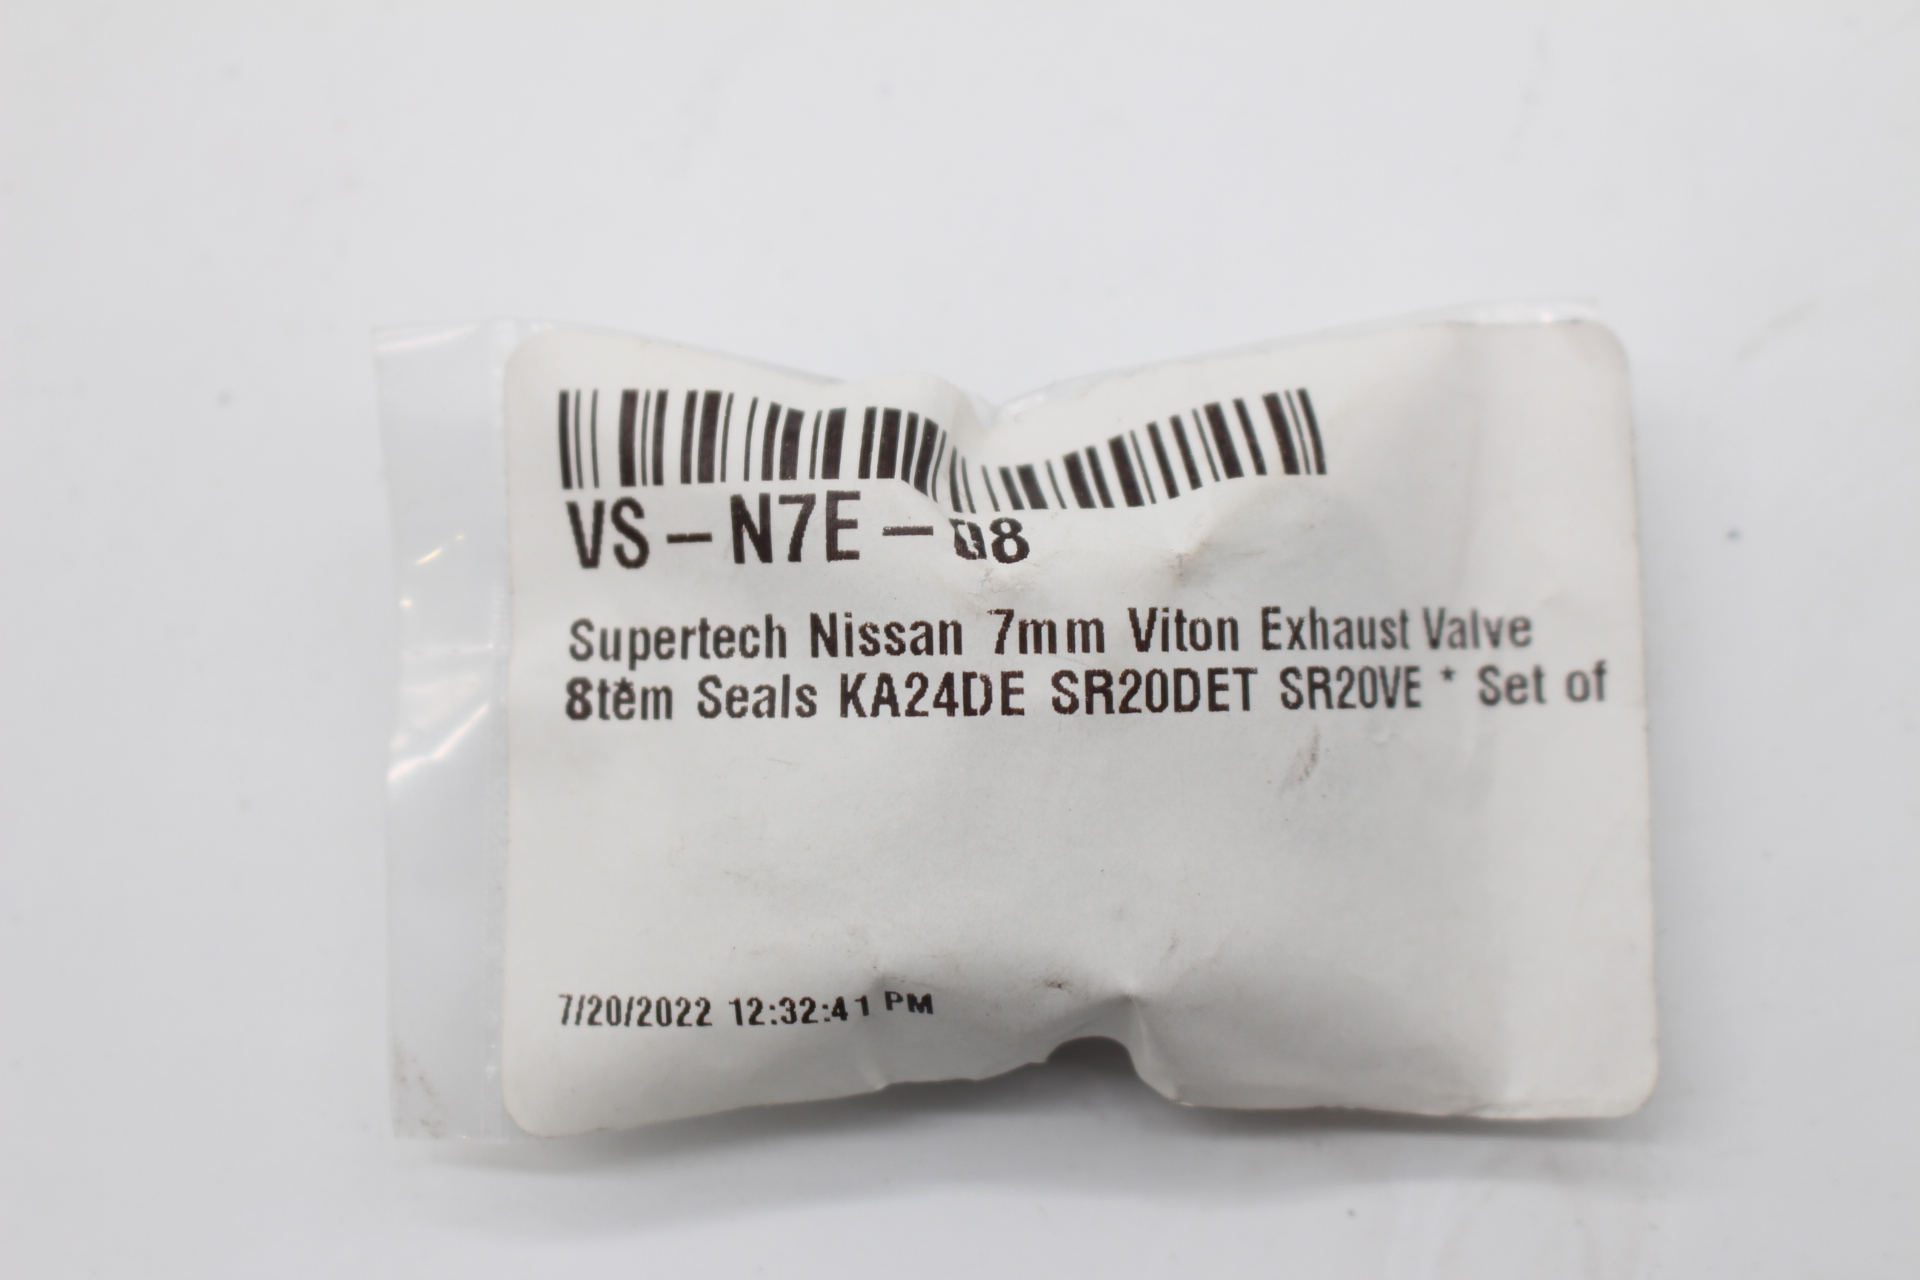 VS-N7E-08
Supertech Nissan 7mm Viton Exhaust Valve
8tem Seals KA24DE SR20DET SR20VE * Set of
7/20/2022 12:32:41 PM